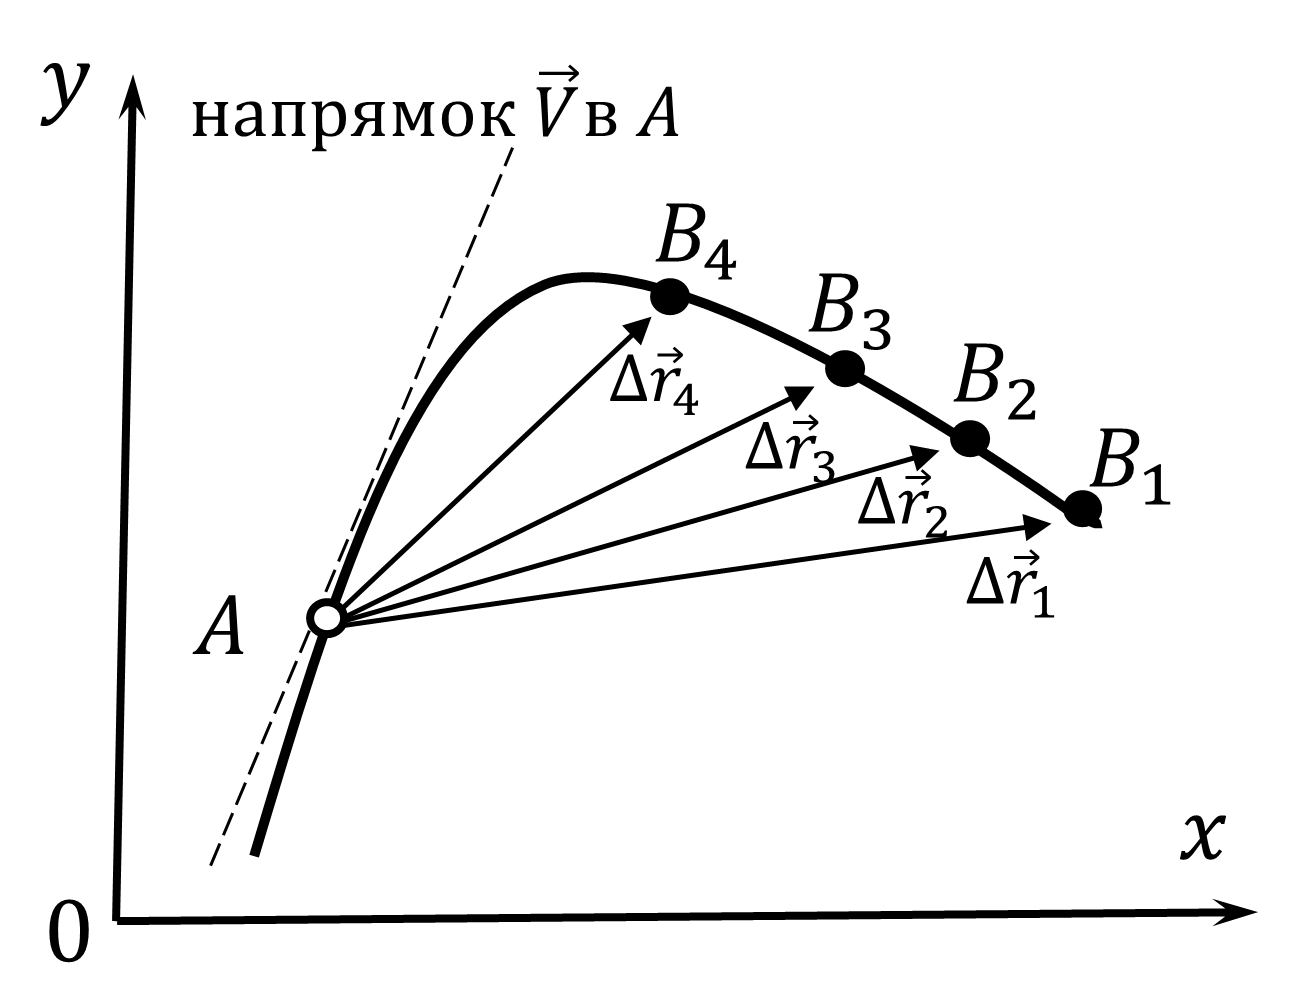 y
напрямок V⃗ в A
B₄
B₃
B₂
B₁
Δr⃗₄
Δr⃗₃
Δr⃗₂
Δr⃗₁
A
x
0